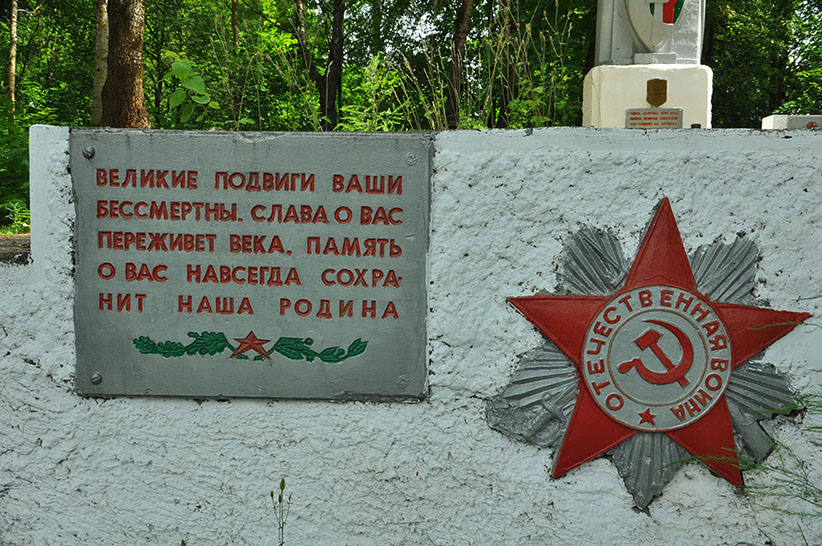 ВЕЛИКИЕ ПОДВИГИ ВАШИ
БЕССМЕРТНЫ. СЛАВА О ВАС
ПЕРЕЖИВЕТ ВЕКА. ПАМЯТЬ
О ВАС НАВСЕГДА СОХРА-
НИТ НАША РОДИНА
ОТЕЧЕСТВЕННАЯ ВОЙНА